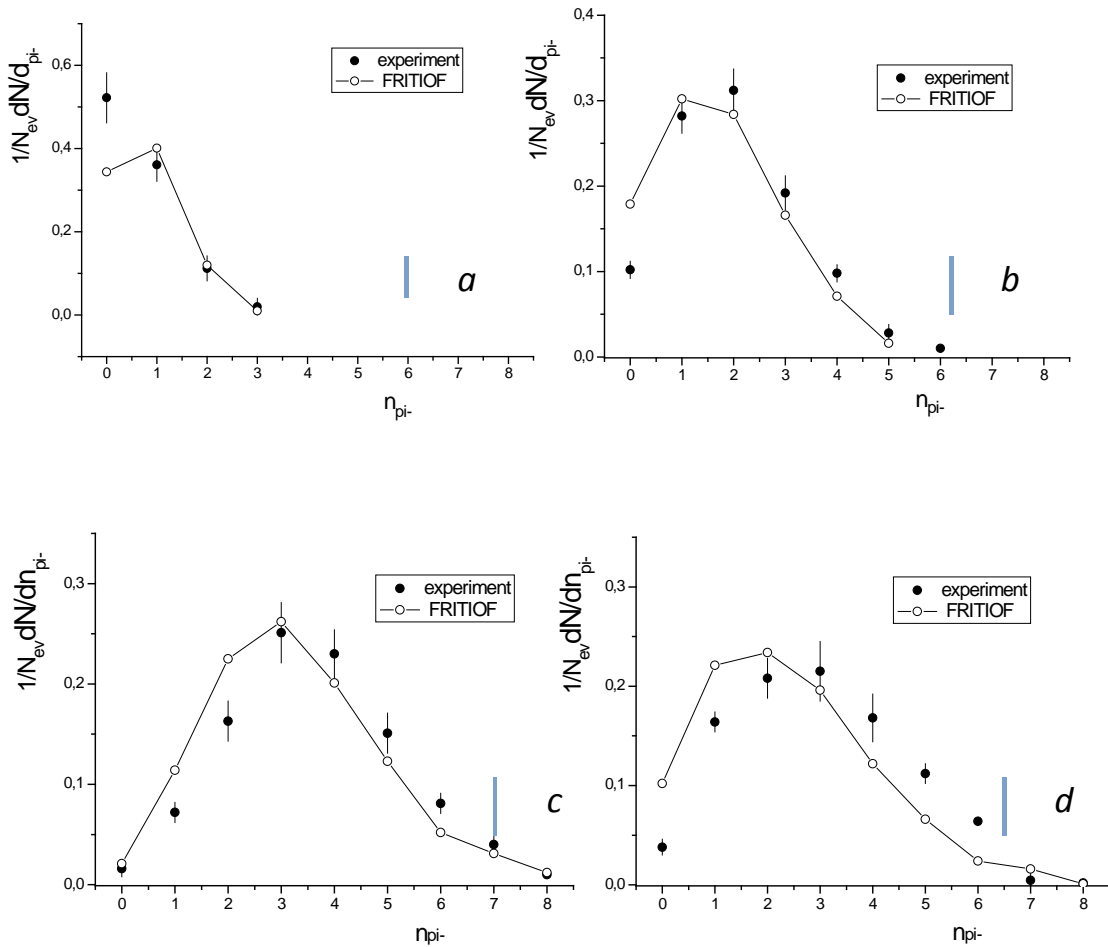 1/N_ev dN/d_pi-
0,6
0,4
0,2
0,0
experiment
FRITIOF
a
0 1 2 3 4 5 6 7 8
n_pi-
1/N_ev dN/d_pi-
0,4
0,3
0,2
0,1
0,0
experiment
FRITIOF
b
0 1 2 3 4 5 6 7 8
n_pi-
1/N_ev dN/dn_pi-
0,3
0,2
0,1
0,0
experiment
FRITIOF
c
0 1 2 3 4 5 6 7 8
n_pi-
1/N_ev dN/dn_pi-
0,3
0,2
0,1
0,0
experiment
FRITIOF
d
0 1 2 3 4 5 6 7 8
n_pi-